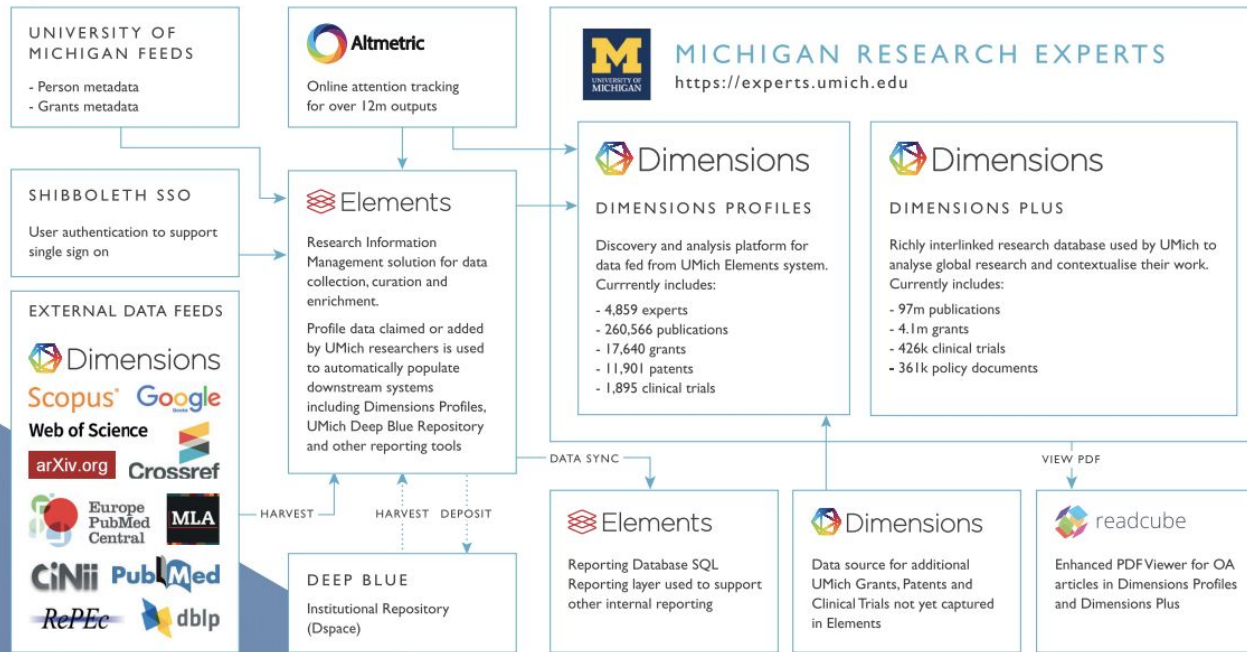 UNIVERSITY OF
MICHIGAN FEEDS
- Person metadata
- Grants metadata
SHIBBOLETH SSO
User authentication to support
single sign on
EXTERNAL DATA FEEDS
Dimensions
Scopus®
Google
Books
Web of Science
arXiv.org
Crossref
Europe
PubMed
Central
MLA
CiNii
PubMed
RePEc
dblp
HARVEST
Altmetric
Online attention tracking
for over 12m outputs
Elements
Research Information
Management solution for data
collection, curation and
enrichment.
Profile data claimed or added
by UMich researchers is used
to automatically populate
downstream systems
including Dimensions Profiles,
UMich Deep Blue Repository
and other reporting tools
HARVEST
DEPOSIT
DEEP BLUE
Institutional Repository
(Dspace)
M
UNIVERSITY OF
MICHIGAN
MICHIGAN RESEARCH EXPERTS
https://experts.umich.edu
Dimensions
DIMENSIONS PROFILES
Discovery and analysis platform for
data fed from UMich Elements system.
Currrently includes:
- 4,859 experts
- 260,566 publications
- 17,640 grants
- 11,901 patents
- 1,895 clinical trials
Dimensions
DIMENSIONS PLUS
Richly interlinked research database used by UMich to
analyse global research and contextualise their work.
Currently includes:
- 97m publications
- 4.1m grants
- 426k clinical trials
- 361k policy documents
DATA SYNC
VIEW PDF
Elements
Reporting Database SQL
Reporting layer used to support
other internal reporting
Dimensions
Data source for additional
UMich Grants, Patents and
Clinical Trials not yet captured
in Elements
readcube
Enhanced PDF Viewer for OA
articles in Dimensions Profiles
and Dimensions Plus